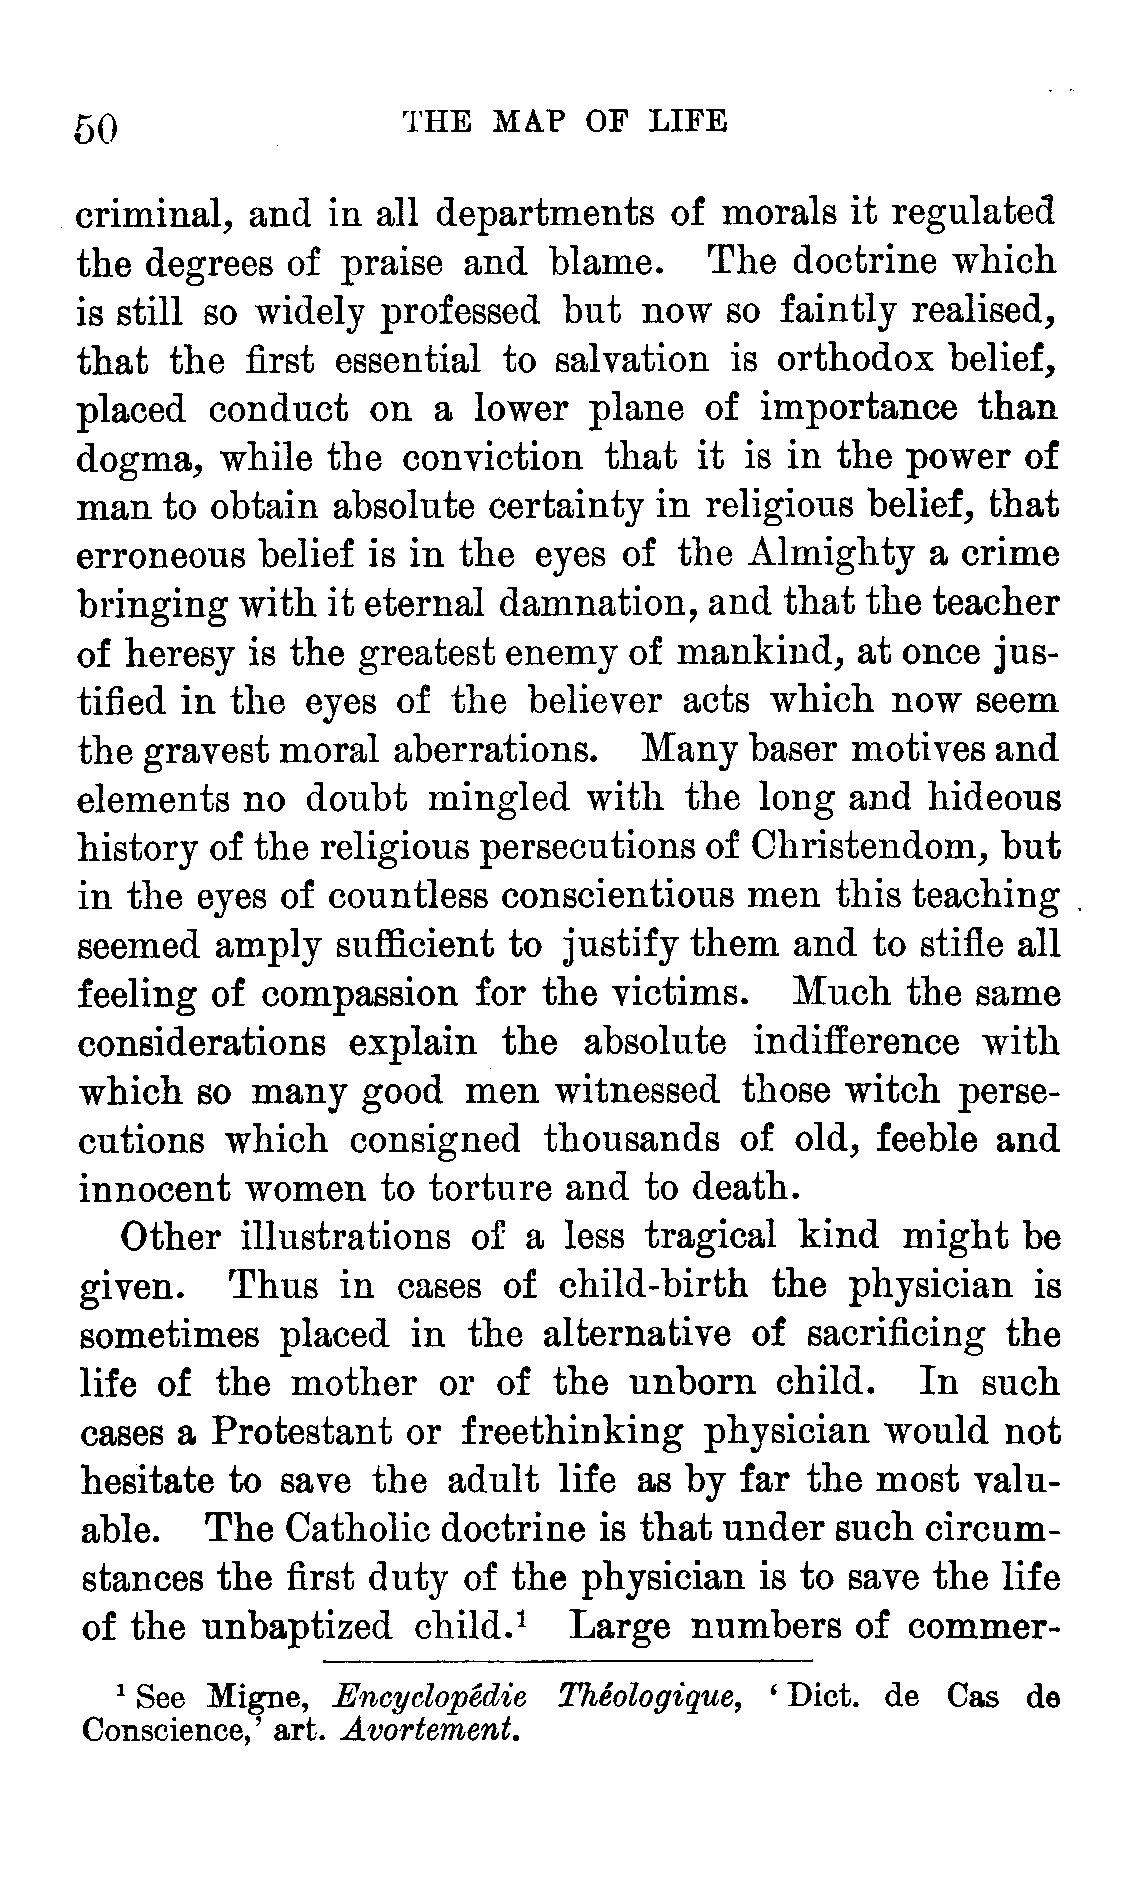 50 THE MAP OF LIFE
criminal, and in all departments of morals it regulated
the degrees of praise and blame. The doctrine which
is still so widely professed but now so faintly realised,
that the first essential to salvation is orthodox belief,
placed conduct on a lower plane of importance than
dogma, while the conviction that it is in the power of
man to obtain absolute certainty in religious belief, that
erroneous belief is in the eyes of the Almighty a crime
bringing with it eternal damnation, and that the teacher
of heresy is the greatest enemy of mankind, at once jus-
tified in the eyes of the believer acts which now seem
the gravest moral aberrations. Many baser motives and
elements no doubt mingled with the long and hideous
history of the religious persecutions of Christendom, but
in the eyes of countless conscientious men this teaching
seemed amply sufficient to justify them and to stifle all
feeling of compassion for the victims. Much the same
considerations explain the absolute indifference with
which so many good men witnessed those witch perse-
cutions which consigned thousands of old, feeble and
innocent women to torture and to death.
Other illustrations of a less tragical kind might be
given. Thus in cases of child-birth the physician is
sometimes placed in the alternative of sacrificing the
life of the mother or of the unborn child. In such
cases a Protestant or freethinking physician would not
hesitate to save the adult life as by far the most valu-
able. The Catholic doctrine is that under such circum-
stances the first duty of the physician is to save the life
of the unbaptized child.¹ Large numbers of commer-
¹ See Migne, Encyclopédie Théologique, ‘Dict. de Cas de
Conscience,’ art. Avortement.